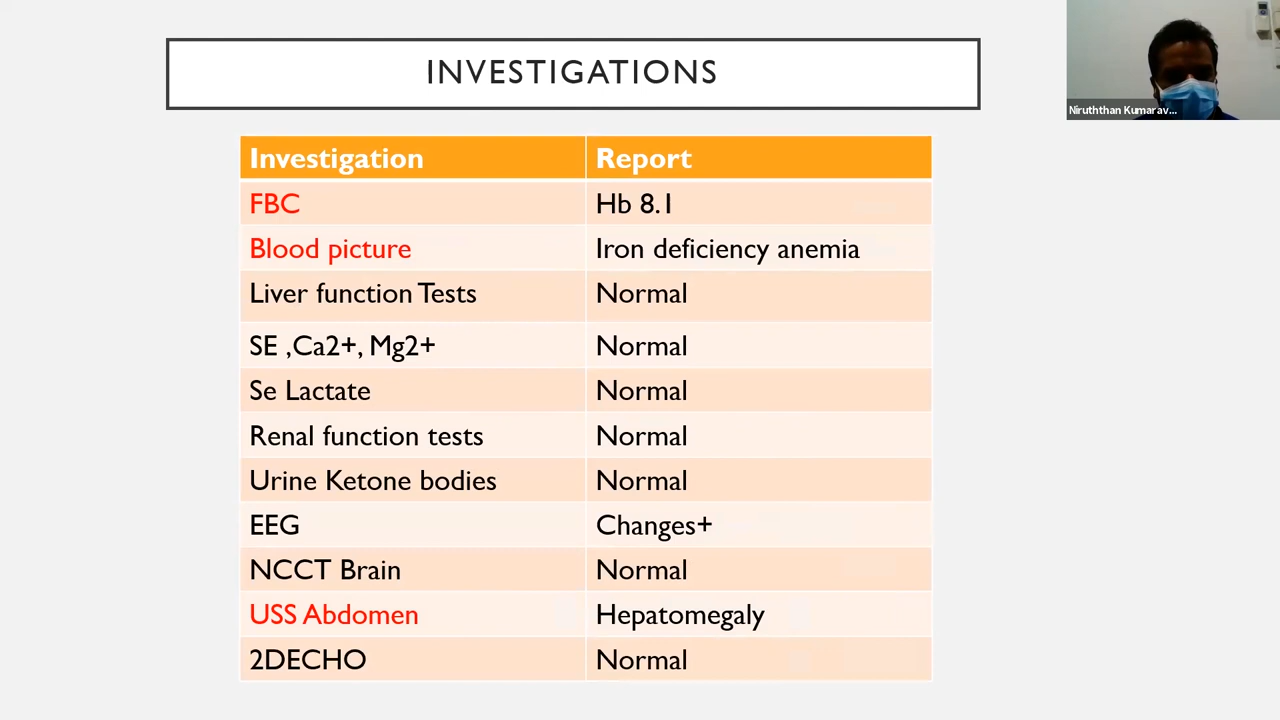 INVESTIGATIONS
Niruththan Kumarav...
Investigation Report
FBC Hb 8.1
Blood picture Iron deficiency anemia
Liver function Tests Normal
SE ,Ca2+, Mg2+ Normal
Se Lactate Normal
Renal function tests Normal
Urine Ketone bodies Normal
EEG Changes+
NCCT Brain Normal
USS Abdomen Hepatomegaly
2DECHO Normal